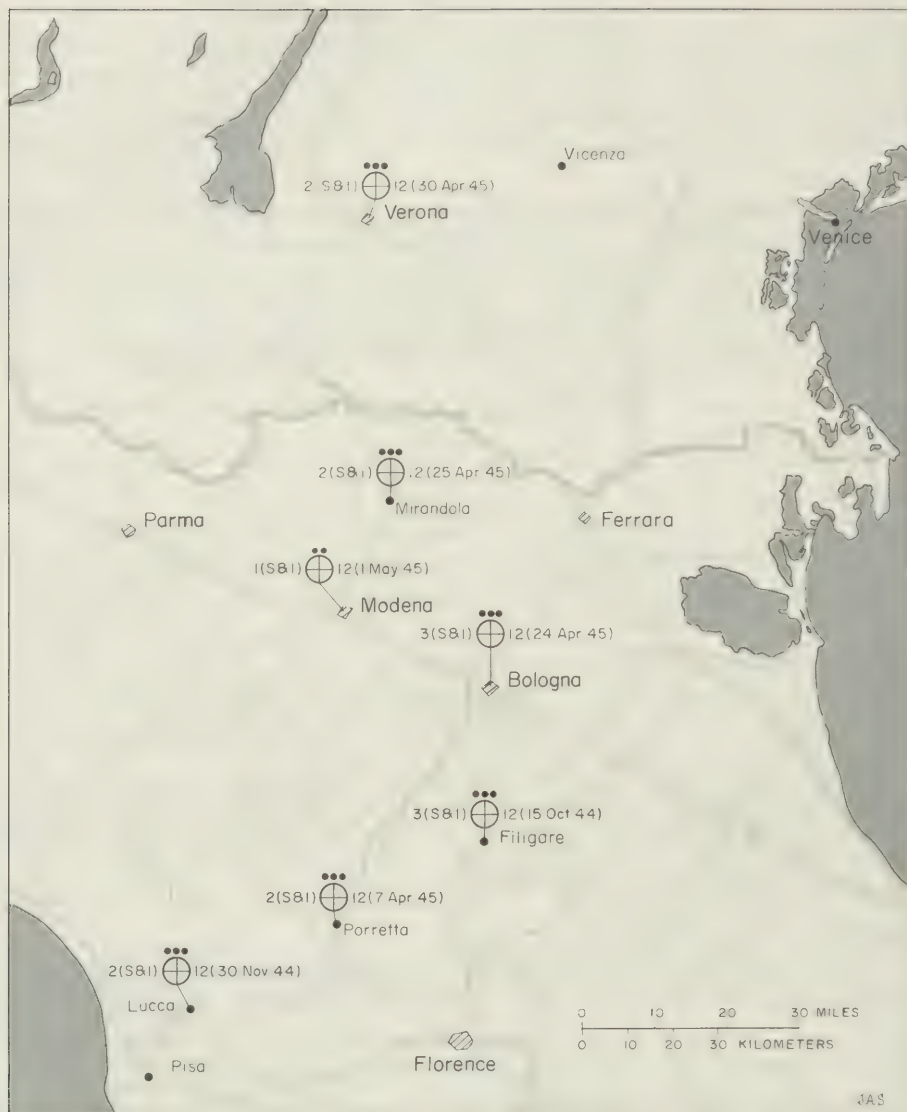 Vicenza
2 S&I) 12(30 Apr 45)
Verona
Venice
2(S&I) .2(25 Apr 45)
Mirandola
Parma
Ferrara
1(S&I) 12(1 May 45)
Modena
3(S&I) 12(24 Apr 45)
Bologna
3(S&I) 12(15 Oct 44)
Filigare
2(S&I) 12(7 Apr 45)
Porretta
2(S&I) 12(30 Nov 44)
Lucca
0 10 20 30 MILES
0 10 20 30 KILOMETERS
Florence
Pisa
JAS